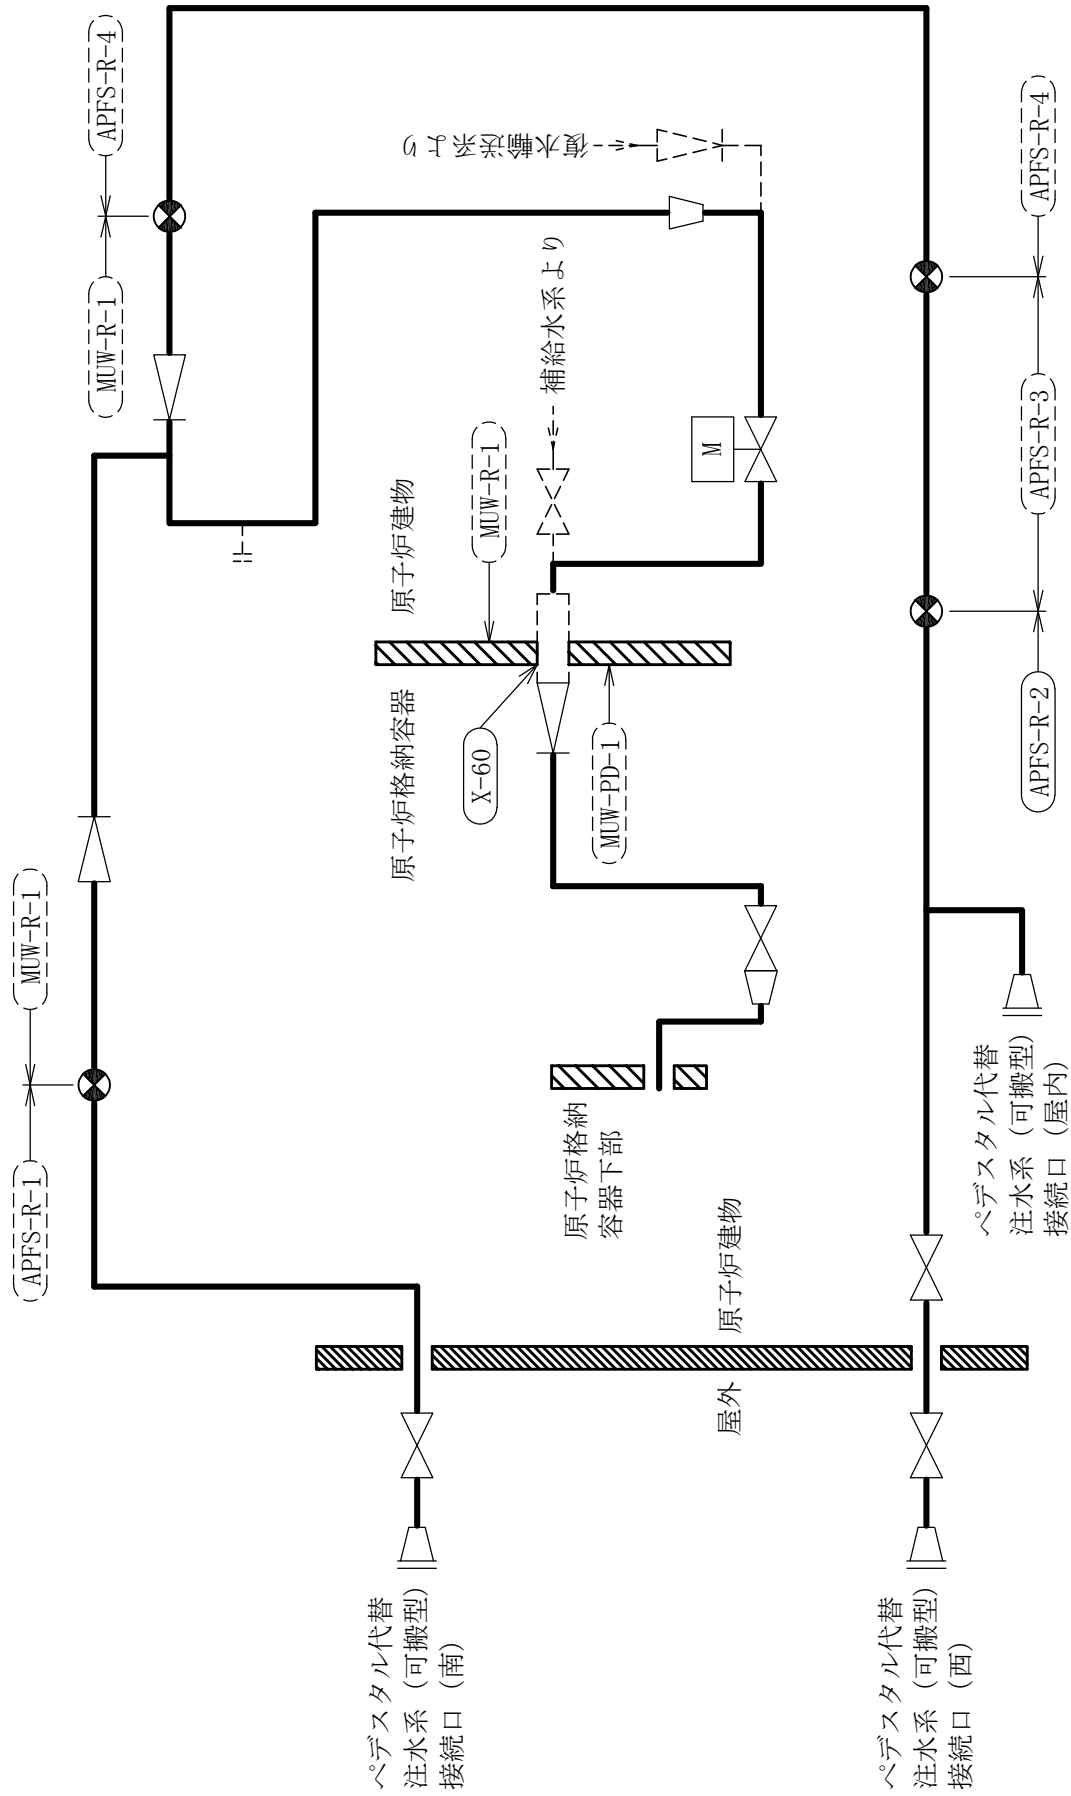 APFS-R-1
MUW-R-1
MUW-R-1
APFS-R-4
ペデスタル代替
注水系（可搬型）
接続口（南）
原子炉格納容器
原子炉建物
X-60
MUW-R-1
MUW-PD-1
補給水系より
復水輸送系より
M
原子炉格納
容器下部
屋外
原子炉建物
ペデスタル代替
注水系（可搬型）
接続口（西）
ペデスタル代替
注水系（可搬型）
接続口（屋内）
APFS-R-2
APFS-R-3
APFS-R-4